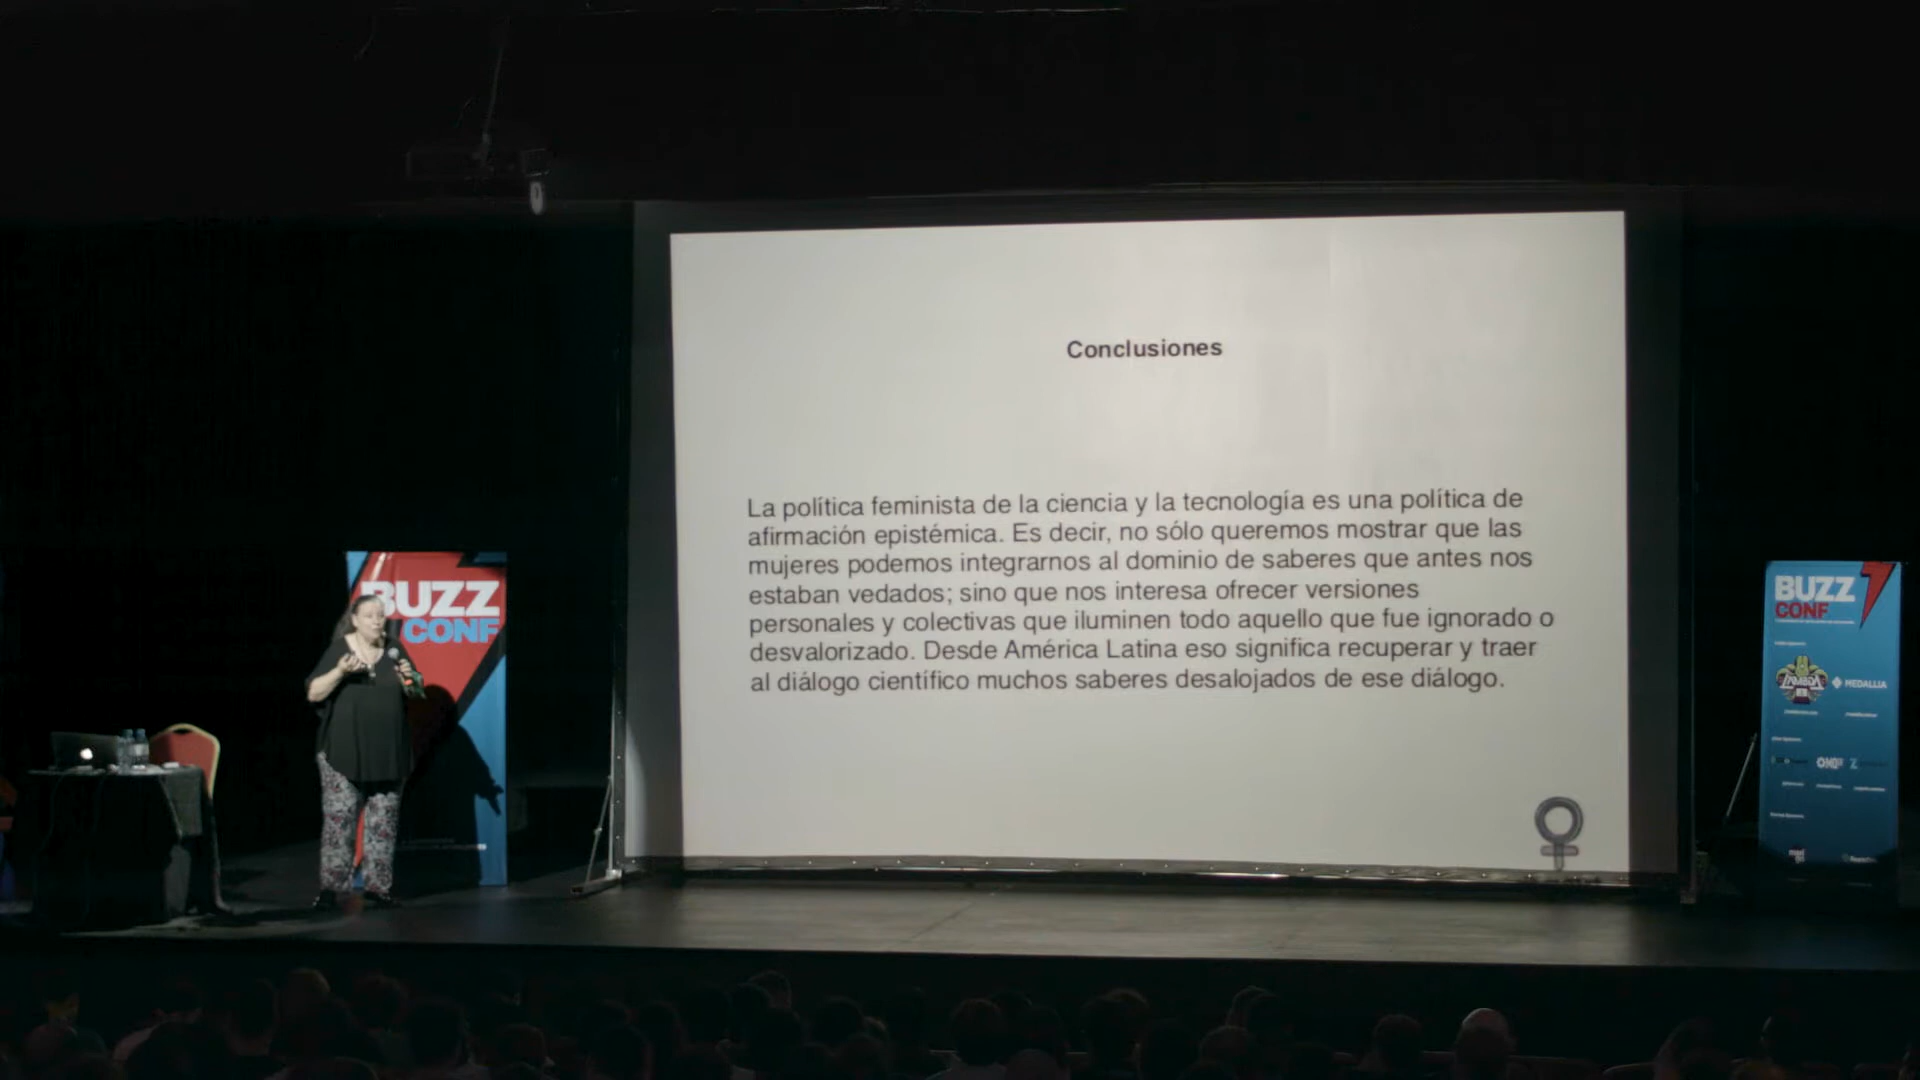 Conclusiones
La política feminista de la ciencia y la tecnología es una política de
afirmación epistémica. Es decir, no sólo queremos mostrar que las
mujeres podemos integrarnos al dominio de saberes que antes nos
estaban vedados; sino que nos interesa ofrecer versiones
personales y colectivas que iluminen todo aquello que fue ignorado o
desvalorizado. Desde América Latina eso significa recuperar y traer
al diálogo científico muchos saberes desalojados de ese diálogo.
BUZZ
CONF
BUZZ
CONF
LAMBDA
MEDALLIA